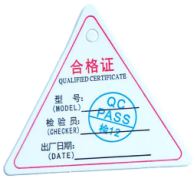 合格证
QUALIFIED CERTIFICATE
型 号:
(MODEL)
检 验 员:
(CHECKER)
QC
PASS
检12
出厂日期:
(DATE)